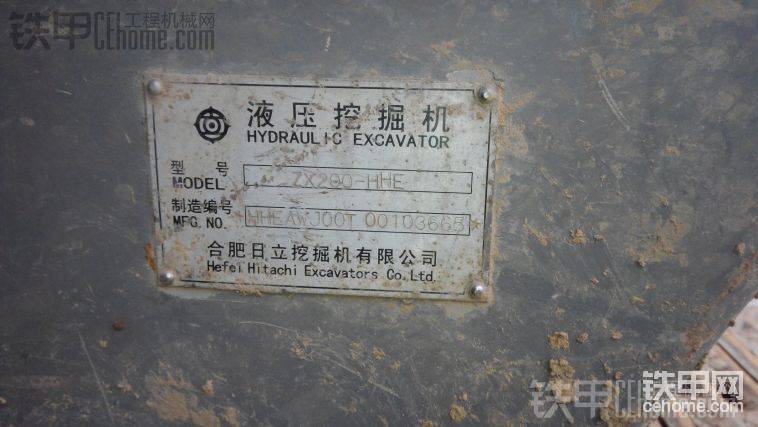 铁甲 工程机械网
CEhome.com
液压挖掘机
HYDRAULIC EXCAVATOR
型号
MODEL ZX200-HHE
制造编号
MFG.NO. HHEAWJ00T 00103665
合肥日立挖掘机有限公司
Hefei Hitachi Excavators Co.Ltd.
铁甲网
cehome.com